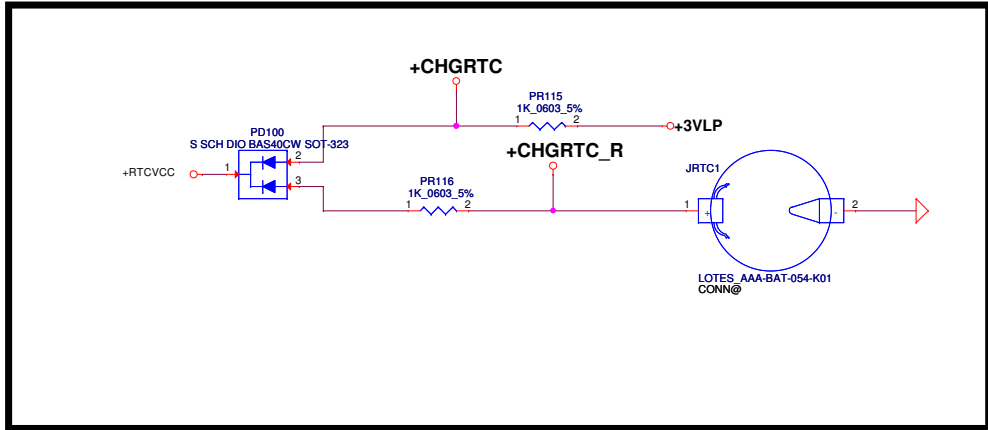 +CHGRTC
PR115
1K_0603_5%
1
2
+3VLP
PD100
S SCH DIO BAS40CW SOT-323
+RTCVCC
1
2
3
+CHGRTC_R
PR116
1K_0603_5%
1
2
JRTC1
1
+
-
2
LOTES_AAA-BAT-054-K01
CONN@